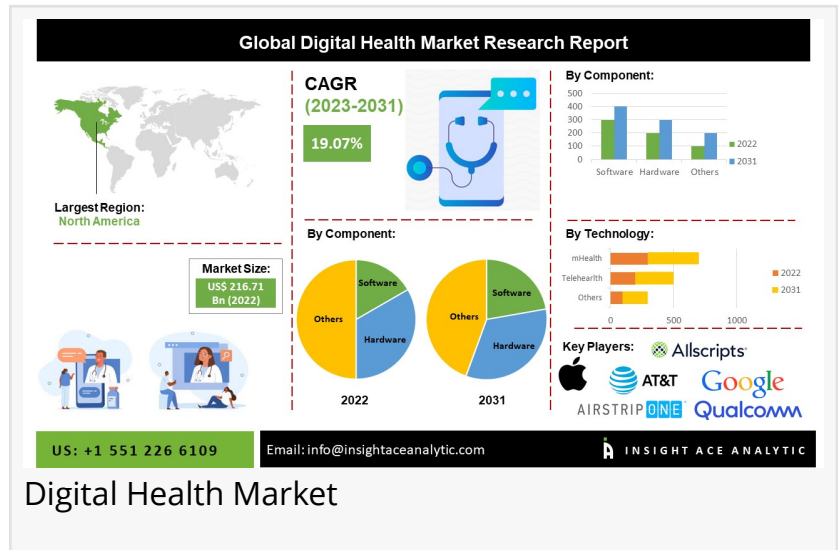 Global Digital Health Market Research Report
Largest Region:
North America
Market Size:
US$ 216.71
Bn (2022)
CAGR
(2023-2031)
19.07%
By Component:
Others
Software
Hardware
2022
Others
Software
Hardware
2031
By Component:
500
400
300
200
100
0
Software Hardware Others
2022
2031
By Technology:
mHealth
Telehearlth
Others
0 500 1000
2022
2031
Key Players:
Allscripts
AT&T
Google
AIRSTRIP ONE
Qualcomm
US: +1 551 226 6109
Email: info@insightaceanalytic.com
INSIGHT ACE ANALYTIC
Digital Health Market